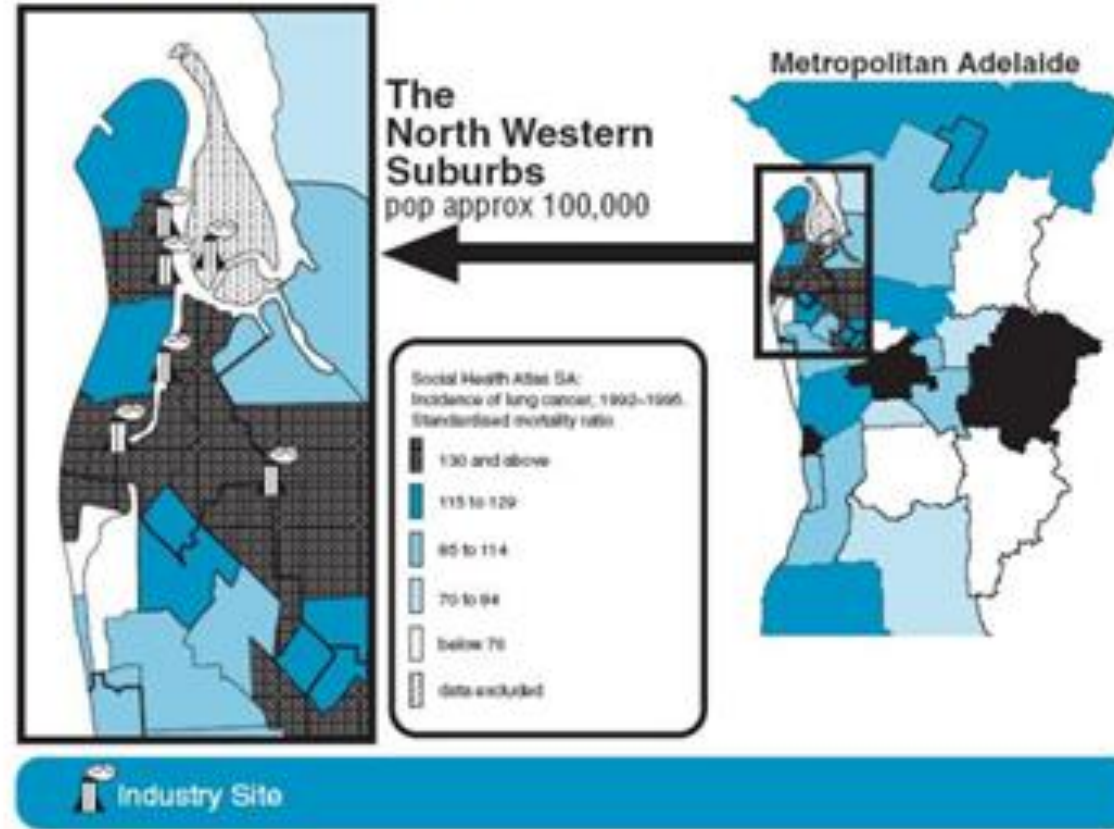 The
North Western
Suburbs
pop approx 100,000
Metropolitan Adelaide
Social Health Atlas SA:
Incidence of lung cancer, 1992–1995.
Standardised mortality ratio
130 and above
115 to 129
to 114
70 to 94
below 70
data excluded
Industry Site